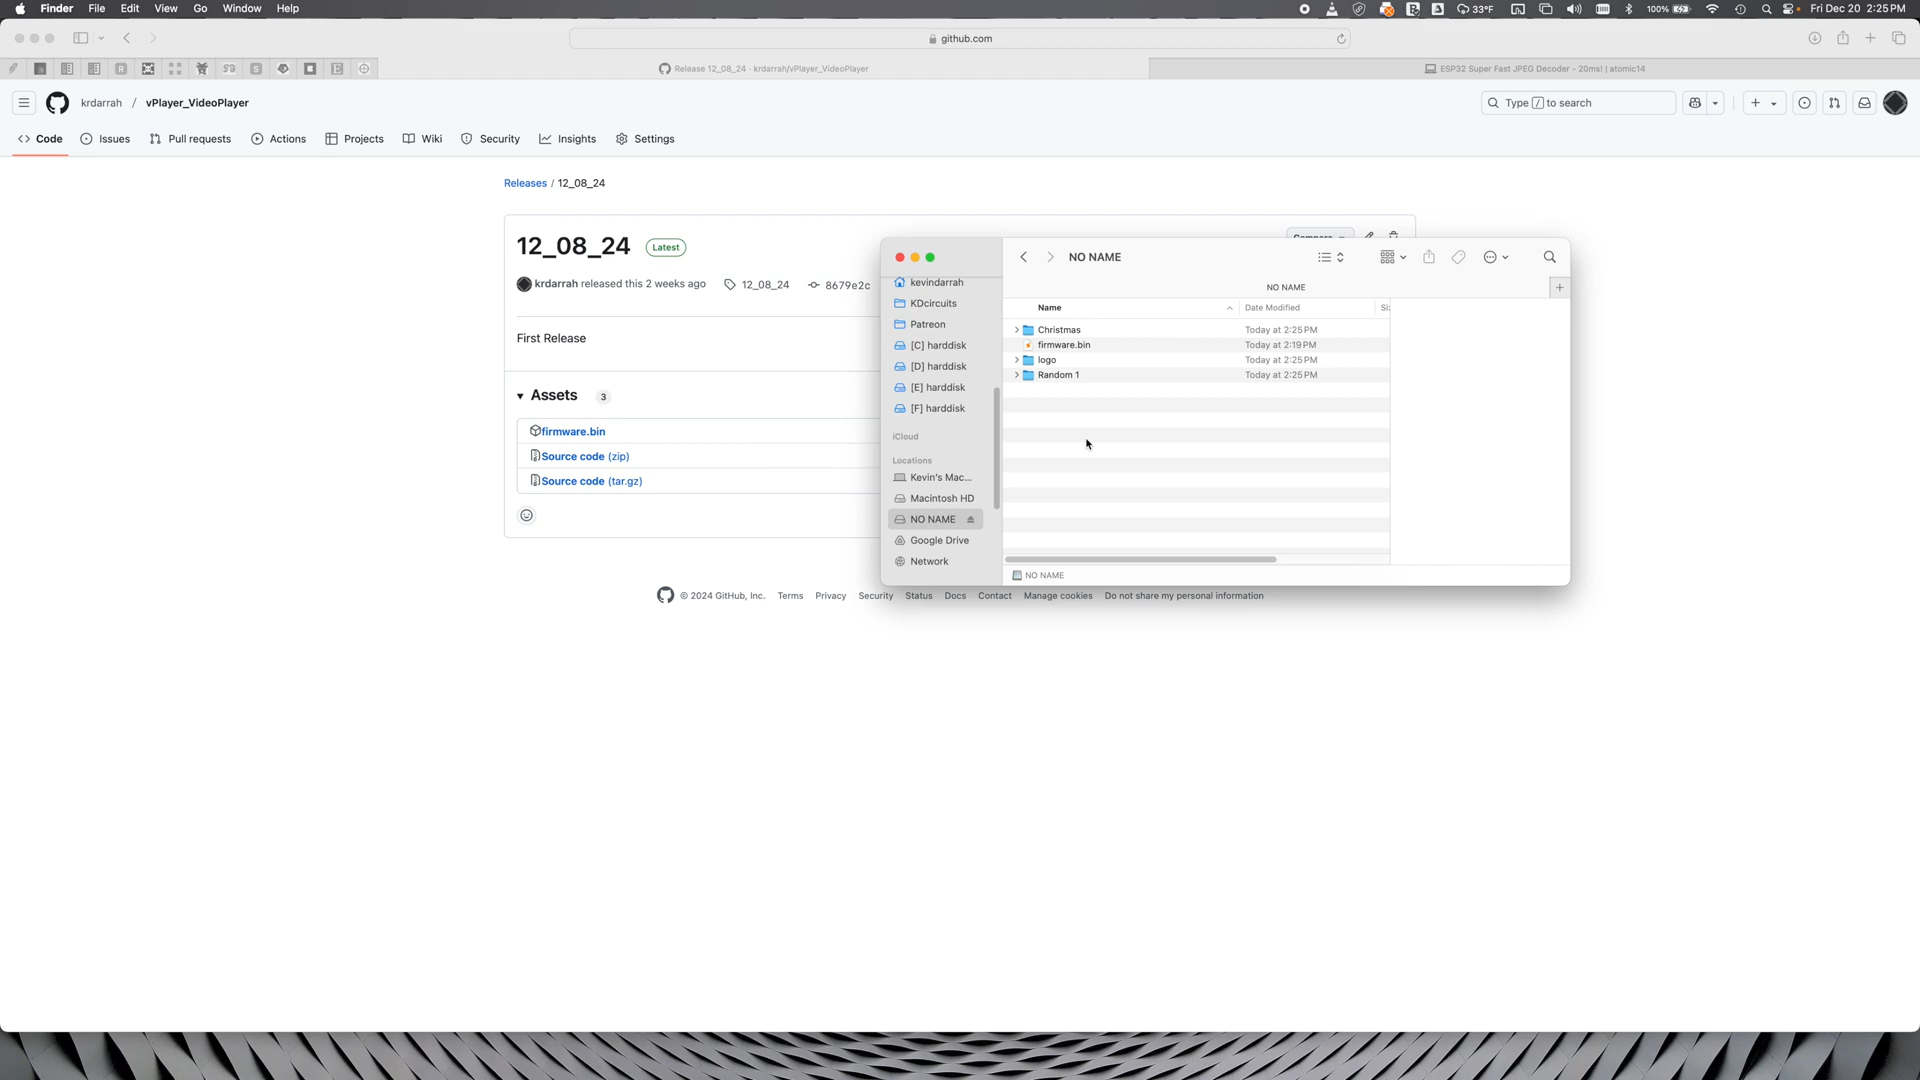 Finder File Edit View Go Window Help
33°F 100% Fri Dec 20 2:25 PM
github.com
Release 12_08_24 · krdarrah/vPlayer_VideoPlayer
ESP32 Super Fast JPEG Decoder - 20ms! | atomic14
krdarrah / vPlayer_VideoPlayer
Type / to search
Code Issues Pull requests Actions Projects Wiki Security Insights Settings
Releases / 12_08_24
12_08_24 Latest
krdarrah released this 2 weeks ago 12_08_24 8679e2c
First Release
Assets 3
firmware.bin
Source code (zip)
Source code (tar.gz)
NO NAME
NO NAME
kevindarrah
KDcircuits
Patreon
[C] harddisk
[D] harddisk
[E] harddisk
[F] harddisk
iCloud
Locations
Kevin's Mac...
Macintosh HD
NO NAME
Google Drive
Network
Name Date Modified
Christmas Today at 2:25 PM
firmware.bin Today at 2:19 PM
logo Today at 2:25 PM
Random 1 Today at 2:25 PM
NO NAME
© 2024 GitHub, Inc. Terms Privacy Security Status Docs Contact Manage cookies Do not share my personal information